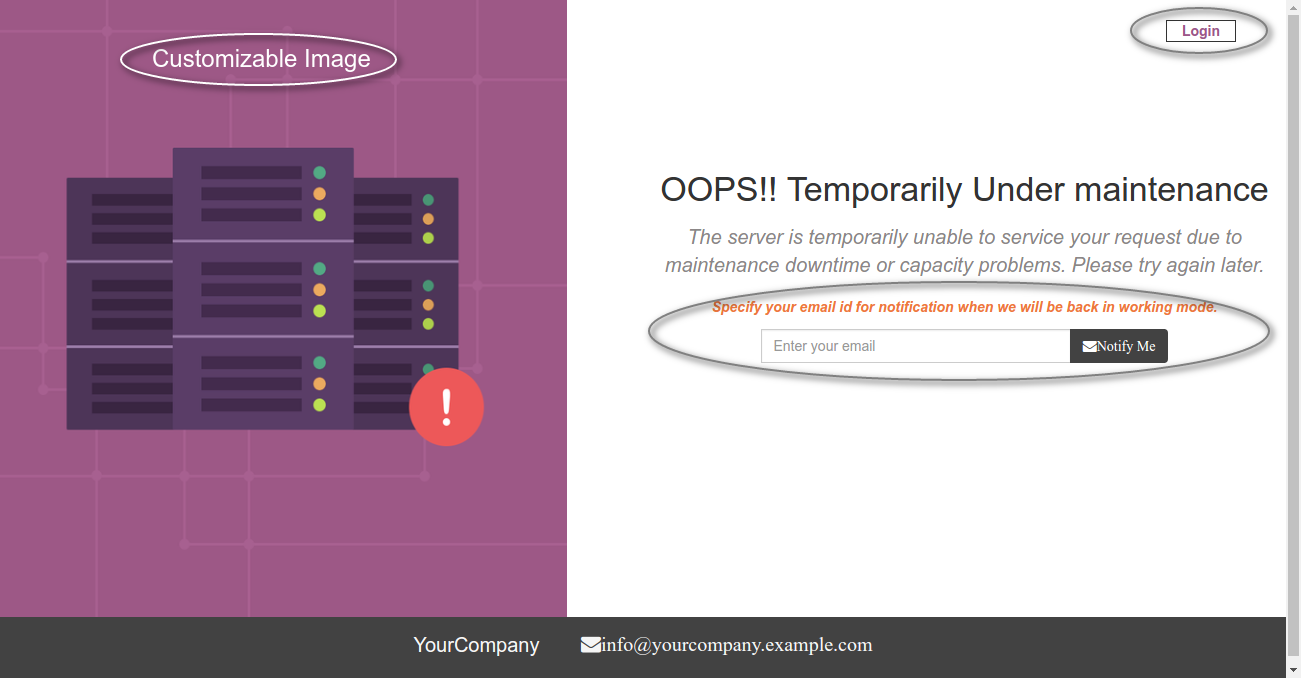 Customizable Image
Login
OOPS!! Temporarily Under maintenance
The server is temporarily unable to service your request due to
maintenance downtime or capacity problems. Please try again later.
Specify your email id for notification when we will be back in working mode.
Enter your email
Notify Me
!
YourCompany
info@yourcompany.example.com